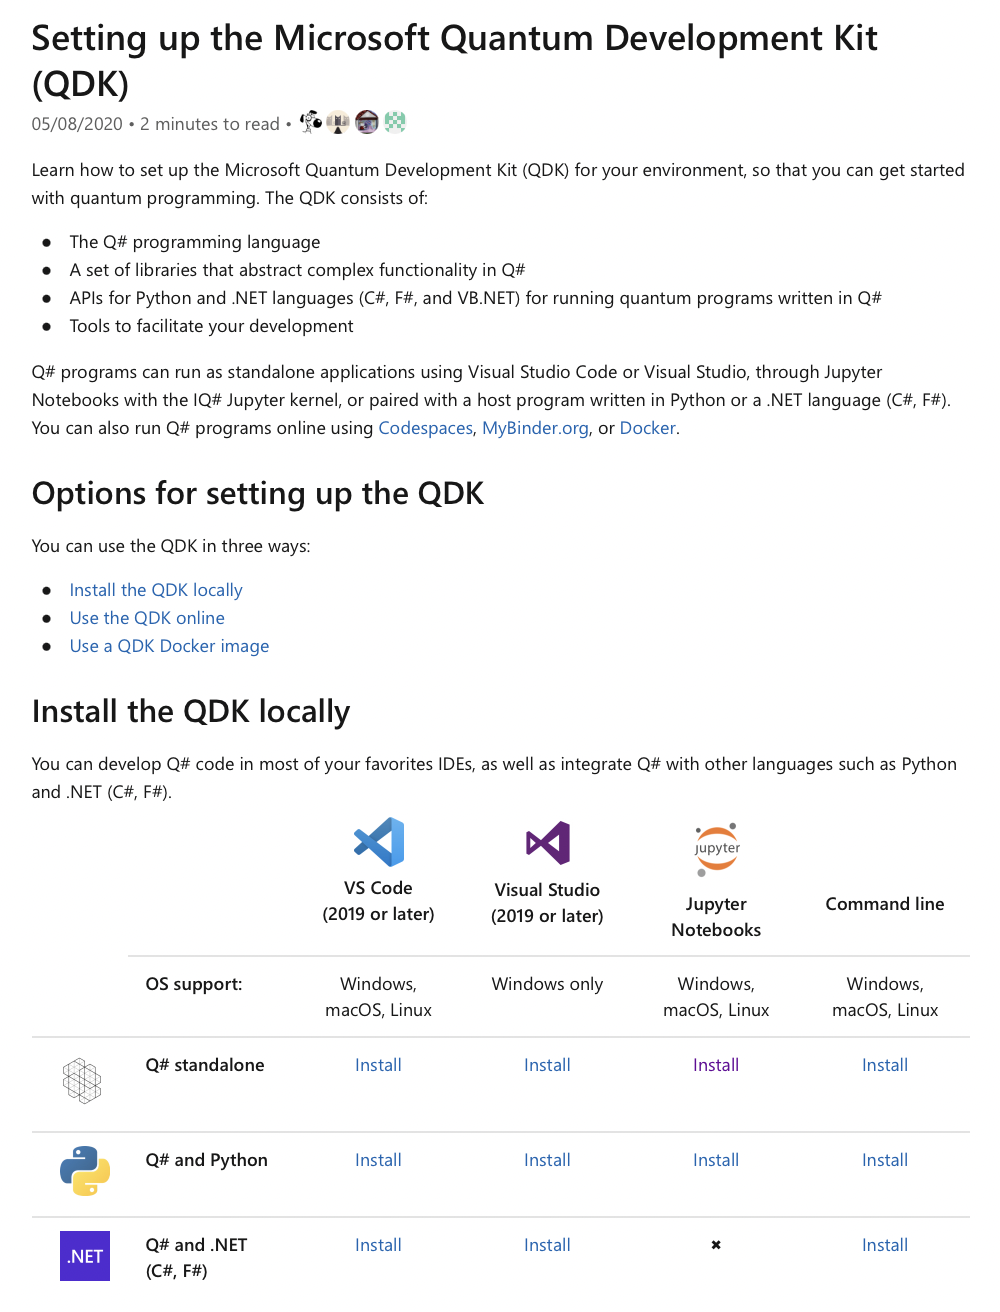 Setting up the Microsoft Quantum Development Kit
(QDK)
05/08/2020 • 2 minutes to read •
Learn how to set up the Microsoft Quantum Development Kit (QDK) for your environment, so that you can get started
with quantum programming. The QDK consists of:
● The Q# programming language
● A set of libraries that abstract complex functionality in Q#
● APIs for Python and .NET languages (C#, F#, and VB.NET) for running quantum programs written in Q#
● Tools to facilitate your development
Q# programs can run as standalone applications using Visual Studio Code or Visual Studio, through Jupyter
Notebooks with the IQ# Jupyter kernel, or paired with a host program written in Python or a .NET language (C#, F#).
You can also run Q# programs online using Codespaces, MyBinder.org, or Docker.
Options for setting up the QDK
You can use the QDK in three ways:
● Install the QDK locally
● Use the QDK online
● Use a QDK Docker image
Install the QDK locally
You can develop Q# code in most of your favorites IDEs, as well as integrate Q# with other languages such as Python
and .NET (C#, F#).
jupyter
VS Code Visual Studio Jupyter Command line
(2019 or later) (2019 or later) Notebooks
OS support: Windows, Windows only Windows, Windows,
macOS, Linux macOS, Linux macOS, Linux
Q# standalone Install Install Install Install
Q# and Python Install Install Install Install
.NET Q# and .NET Install Install ✖ Install
(C#, F#)